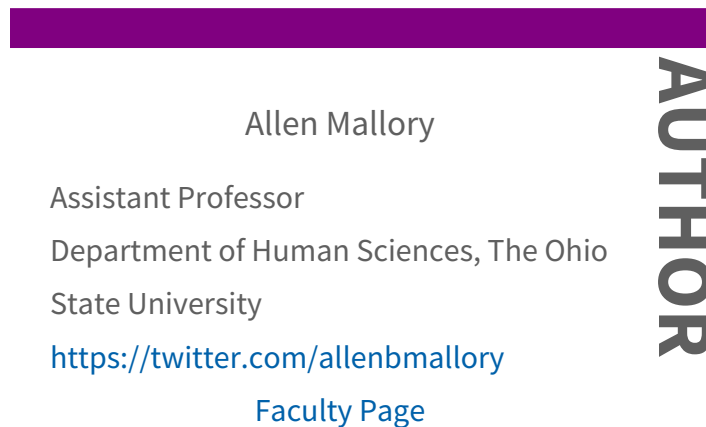 Allen Mallory
Assistant Professor
Department of Human Sciences, The Ohio
State University
https://twitter.com/allenbmallory
Faculty Page
AUTHOR